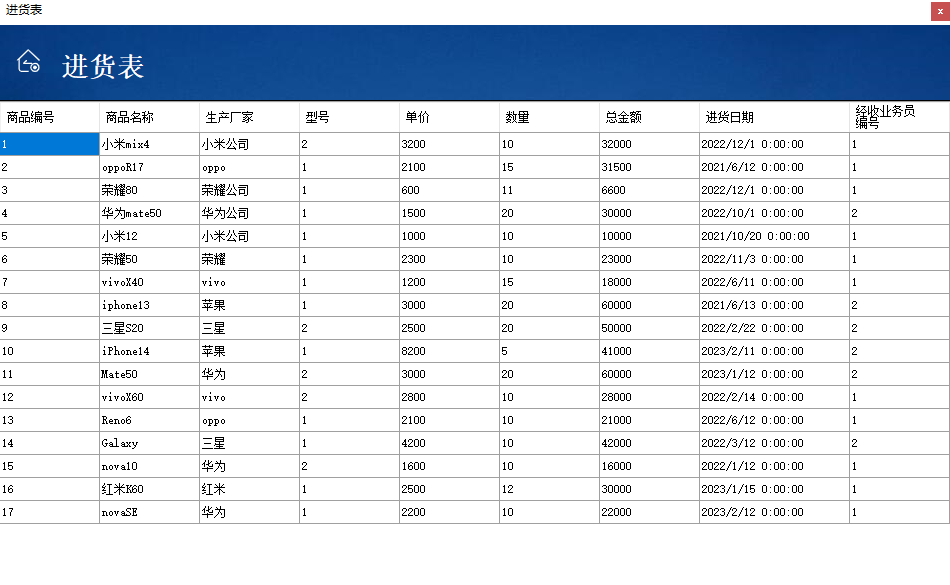 进货表
x
进货表
商品编号 商品名称 生产厂家 型号 单价 数量 总金额 进货日期 经收业务员编号
1 小米mix4 小米公司 2 3200 10 32000 2022/12/1 0:00:00 1
2 oppoR17 oppo 1 2100 15 31500 2021/6/12 0:00:00 1
3 荣耀80 荣耀公司 1 600 11 6600 2022/12/1 0:00:00 1
4 华为mate50 华为公司 1 1500 20 30000 2022/10/1 0:00:00 2
5 小米12 小米公司 1 1000 10 10000 2021/10/20 0:00:00 1
6 荣耀50 荣耀 1 2300 10 23000 2022/11/3 0:00:00 1
7 vivoX40 vivo 1 1200 15 18000 2022/6/11 0:00:00 1
8 iphone13 苹果 1 3000 20 60000 2021/6/13 0:00:00 2
9 三星S20 三星 2 2500 20 50000 2022/2/22 0:00:00 2
10 iPhone14 苹果 1 8200 5 41000 2023/2/11 0:00:00 2
11 Mate50 华为 2 3000 20 60000 2023/1/12 0:00:00 2
12 vivoX60 vivo 2 2800 10 28000 2022/2/14 0:00:00 1
13 Reno6 oppo 1 2100 10 21000 2022/6/12 0:00:00 1
14 Galaxy 三星 1 4200 10 42000 2022/3/12 0:00:00 2
15 nova10 华为 2 1600 10 16000 2022/1/12 0:00:00 1
16 红米K60 红米 1 2500 12 30000 2023/1/15 0:00:00 1
17 novaSE 华为 1 2200 10 22000 2023/2/12 0:00:00 1